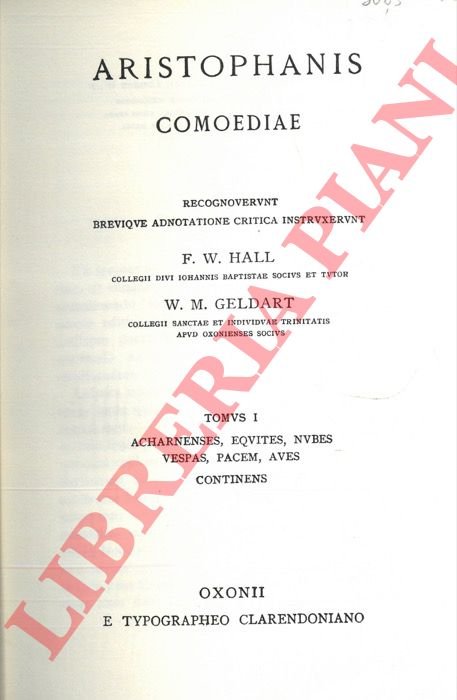 ARISTOPHANIS
COMOEDIAE
RECOGNOVERVNT
BREVIQVE ADNOTATIONE CRITICA INSTRVXERVNT
F. W. HALL
COLLEGII DIVI IOHANNIS BAPTISTAE SOCIVS ET TVTOR
W. M. GELDART
COLLEGII SANCTAE ET INDIVIDVAE TRINITATIS
APVD OXONIENSES SOCIVS
TOMVS I
ACHARNENSES, EQVITES, NVBES
VESPAS, PACEM, AVES
CONTINENS
OXONII
E TYPOGRAPHEO CLARENDONIANO
LIBRERIA PIANI